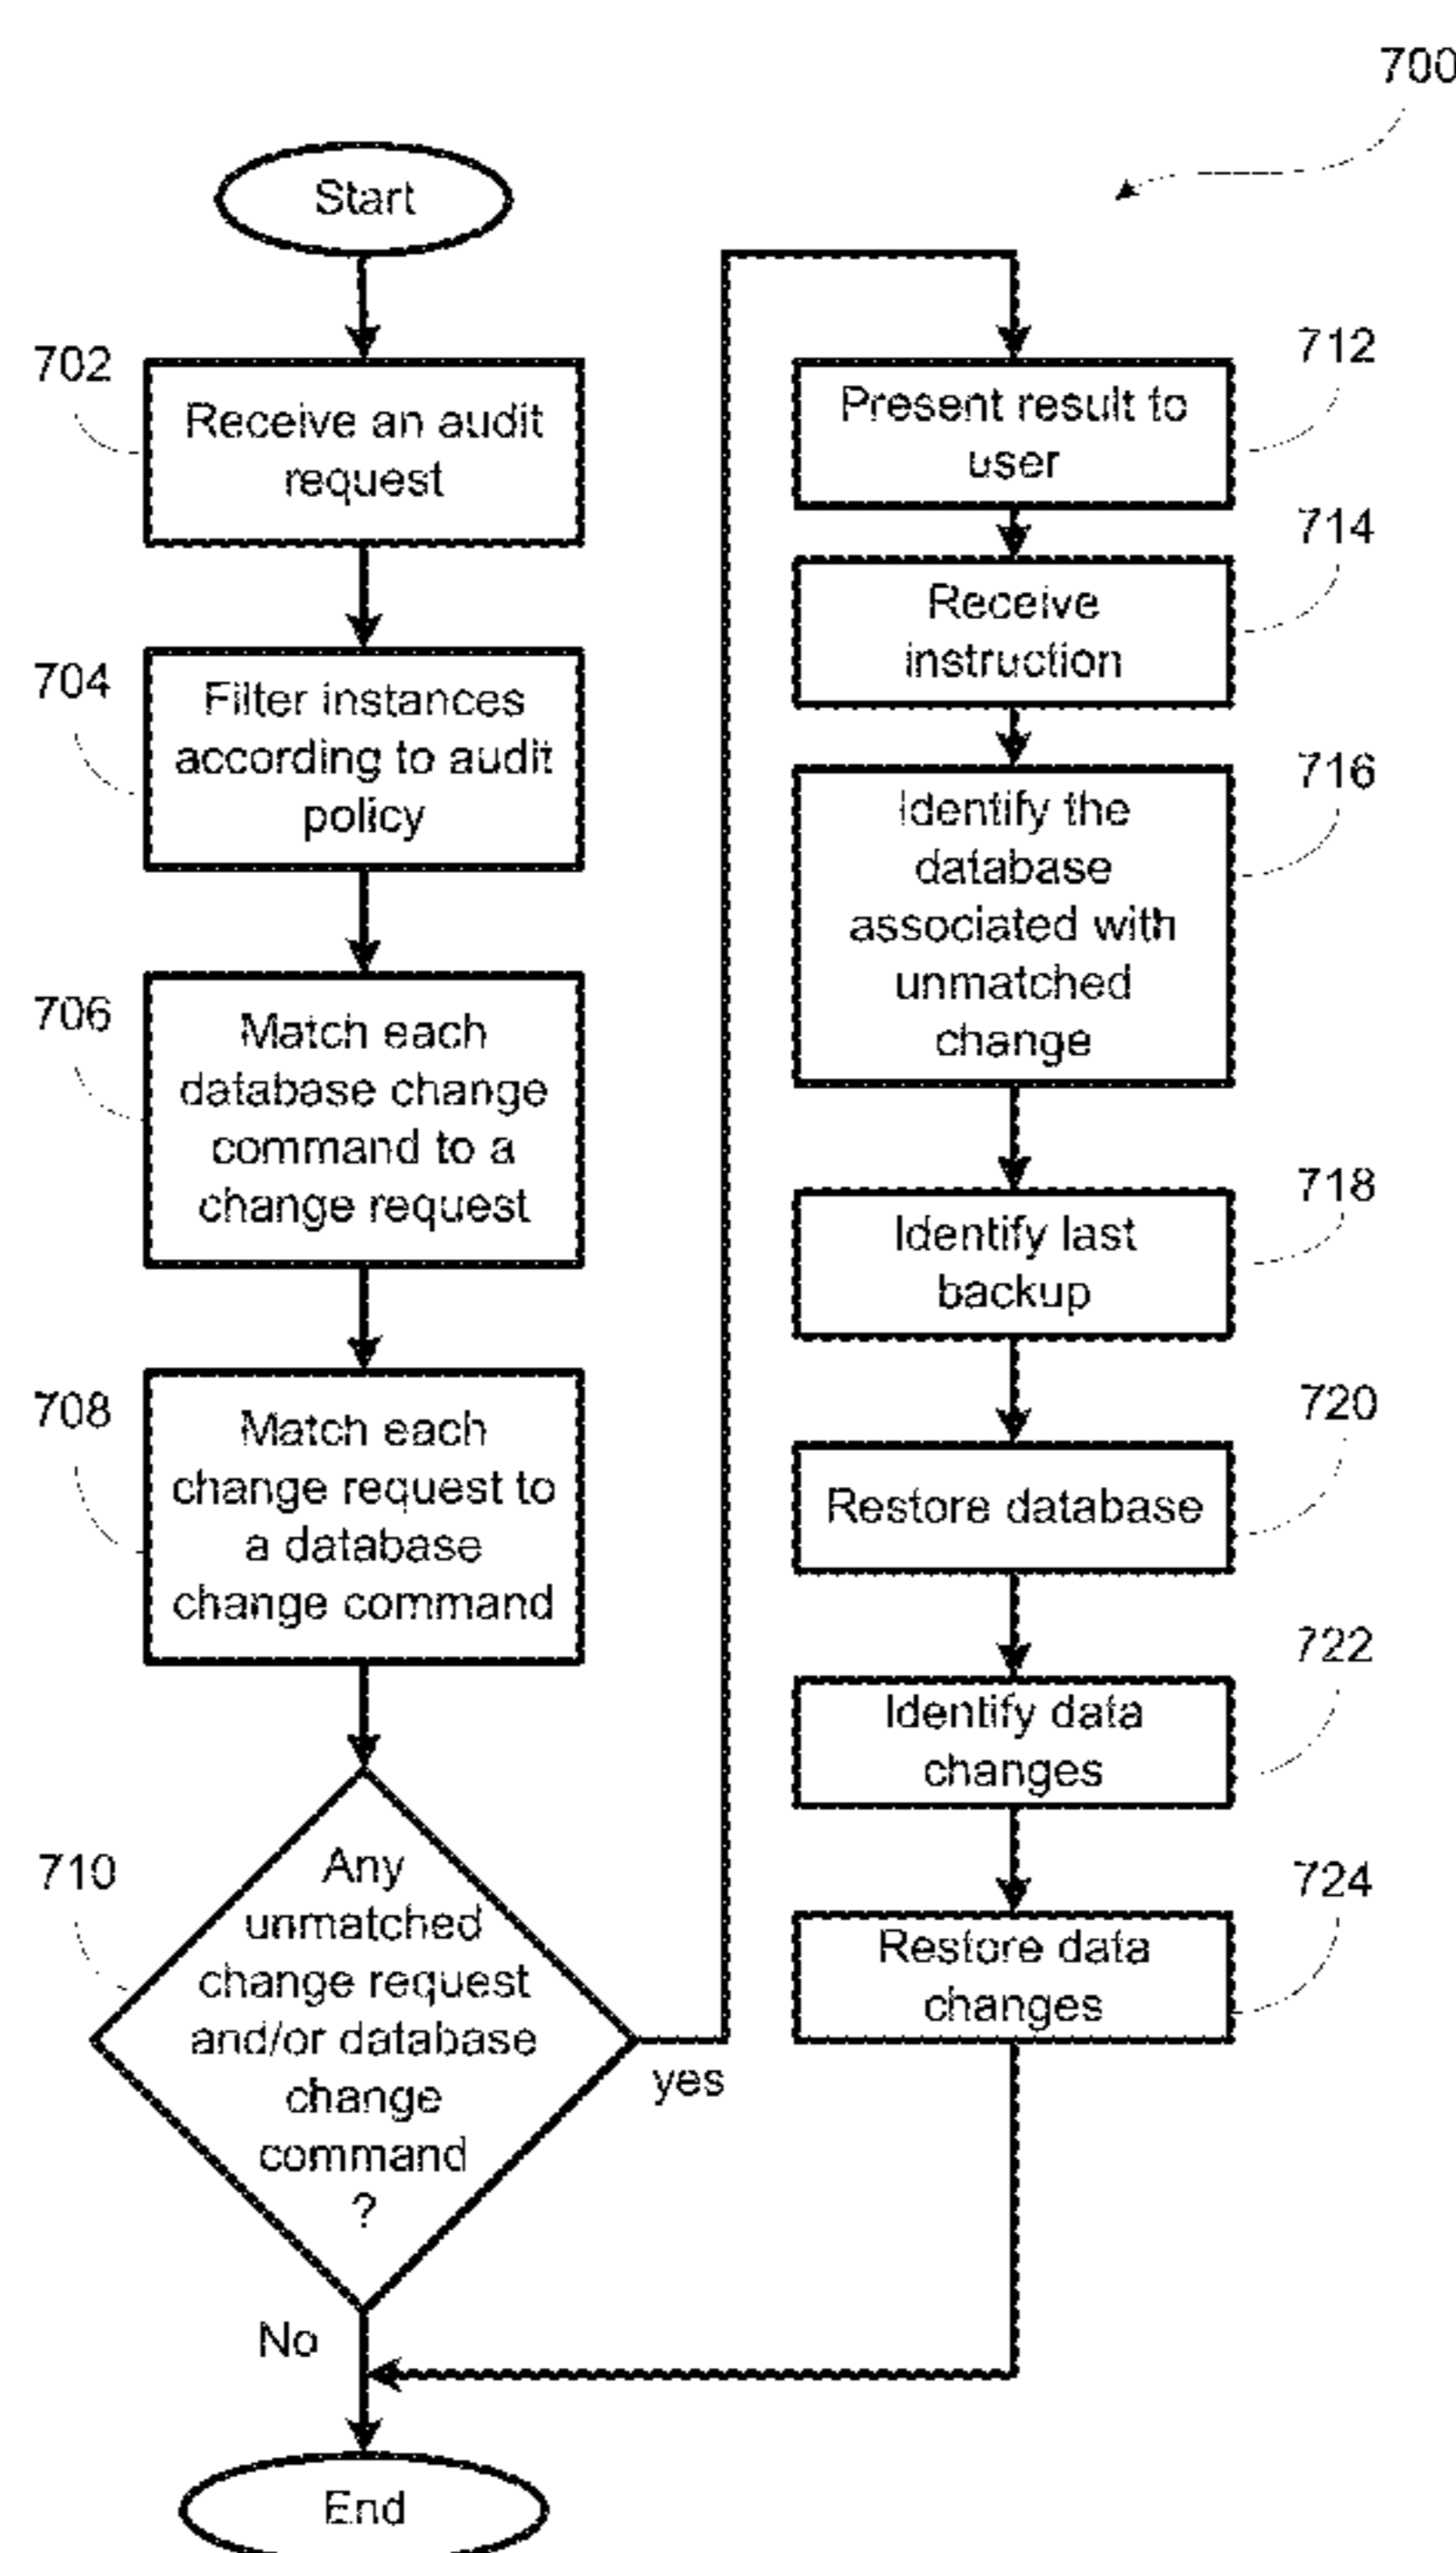 700
Start
702
Receive an audit
request
704
Filter instances
according to audit
policy
706
Match each
database change
command to a
change request
708
Match each
change request to
a database
change command
710
Any
unmatched
change request
and/or database
change
command
?
yes
No
End
712
Present result to
user
714
Receive
instruction
716
Identify the
database
associated with
unmatched
change
718
Identify last
backup
720
Restore database
722
Identify data
changes
724
Restore data
changes